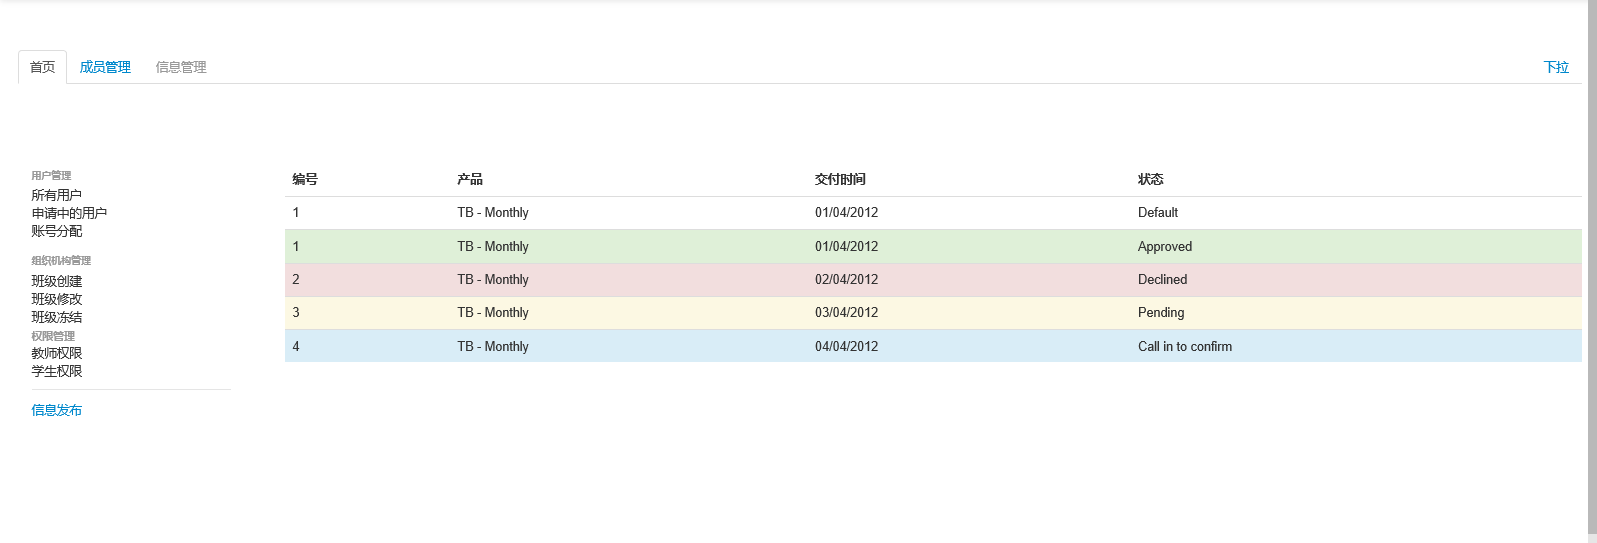 首页 成员管理 信息管理 下拉
用户管理
所有用户
申请中的用户
账号分配
组织机构管理
班级创建
班级修改
班级冻结
权限管理
教师权限
学生权限
信息发布
编号 产品 交付时间 状态
1 TB - Monthly 01/04/2012 Default
1 TB - Monthly 01/04/2012 Approved
2 TB - Monthly 02/04/2012 Declined
3 TB - Monthly 03/04/2012 Pending
4 TB - Monthly 04/04/2012 Call in to confirm